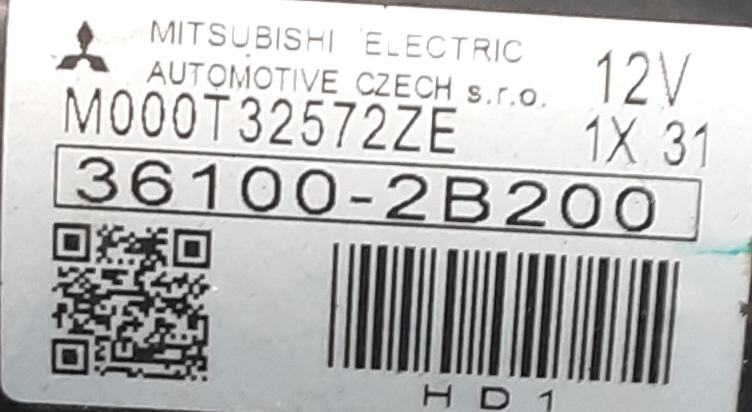 MITSUBISHI ELECTRIC
AUTOMOTIVE CZECH s.r.o.
12V
M000T32572ZE
1X 31
36100-2B200
HD1